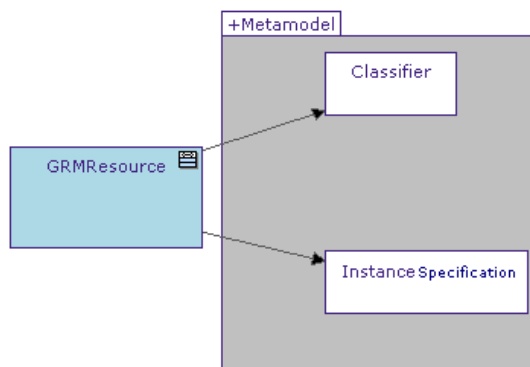 +Metamodel
Classifier
GRMResource
InstanceSpecification